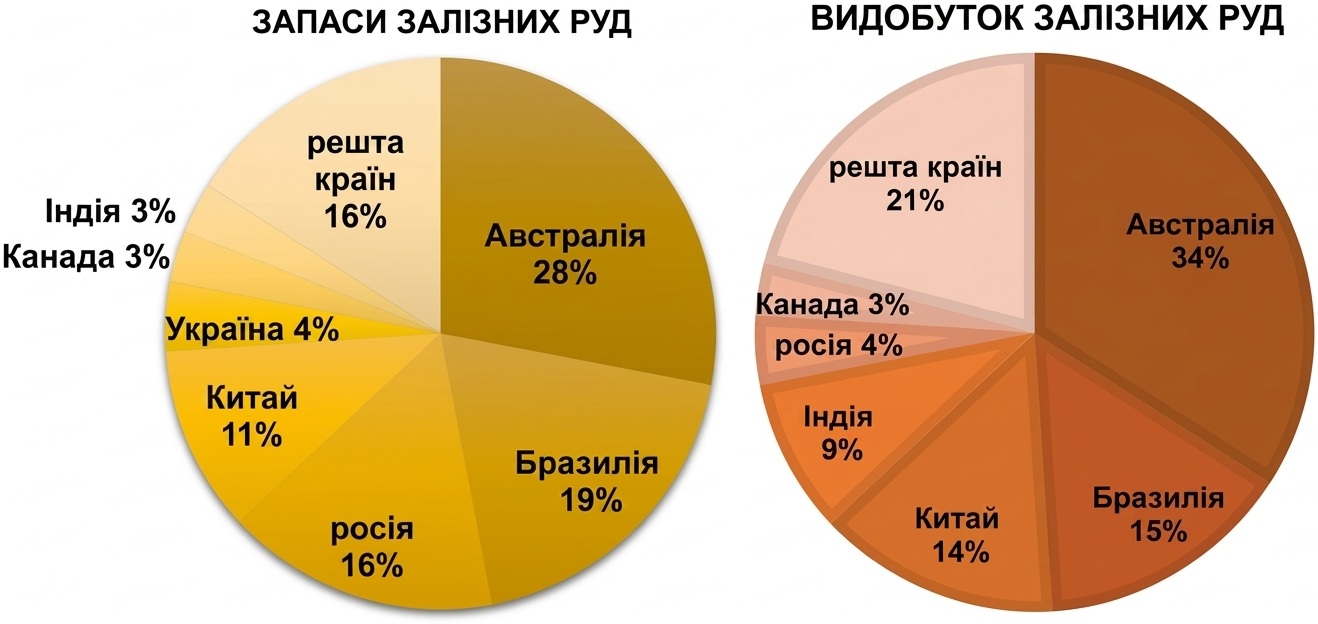 ЗАПАСИ ЗАЛІЗНИХ РУД
решта
країн
16%
Індія 3%
Канада 3%
Україна 4%
Китай
11%
росія
16%
Бразилія
19%
Австралія
28%
ВИДОБУТОК ЗАЛІЗНИХ РУД
решта країн
21%
Канада 3%
росія 4%
Індія
9%
Китай
14%
Бразилія
15%
Австралія
34%